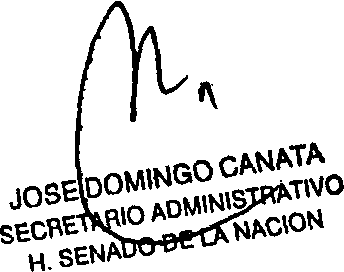 JOSE DOMINGO CANATA
SECRETARIO ADMINISTRATIVO
H. SENADO DE LA NACION